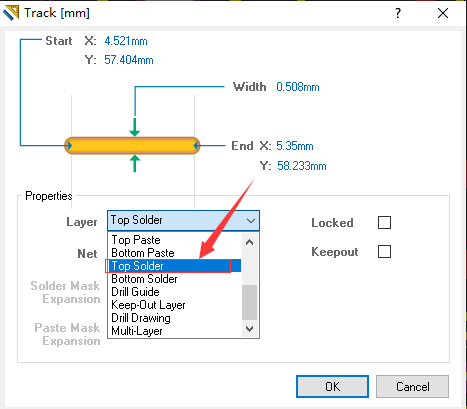 Track [mm]
?
Start X: 4.521mm
Y: 57.404mm
Width 0.508mm
End X: 5.35mm
Y: 58.233mm
Properties
Layer Top Solder Locked
Top Paste
Net Bottom Paste Keepout
Top Solder
Bottom Solder
Solder Mask Expansion Drill Guide
Keep-Out Layer
Paste Mask Expansion Drill Drawing
Multi-Layer
OK Cancel